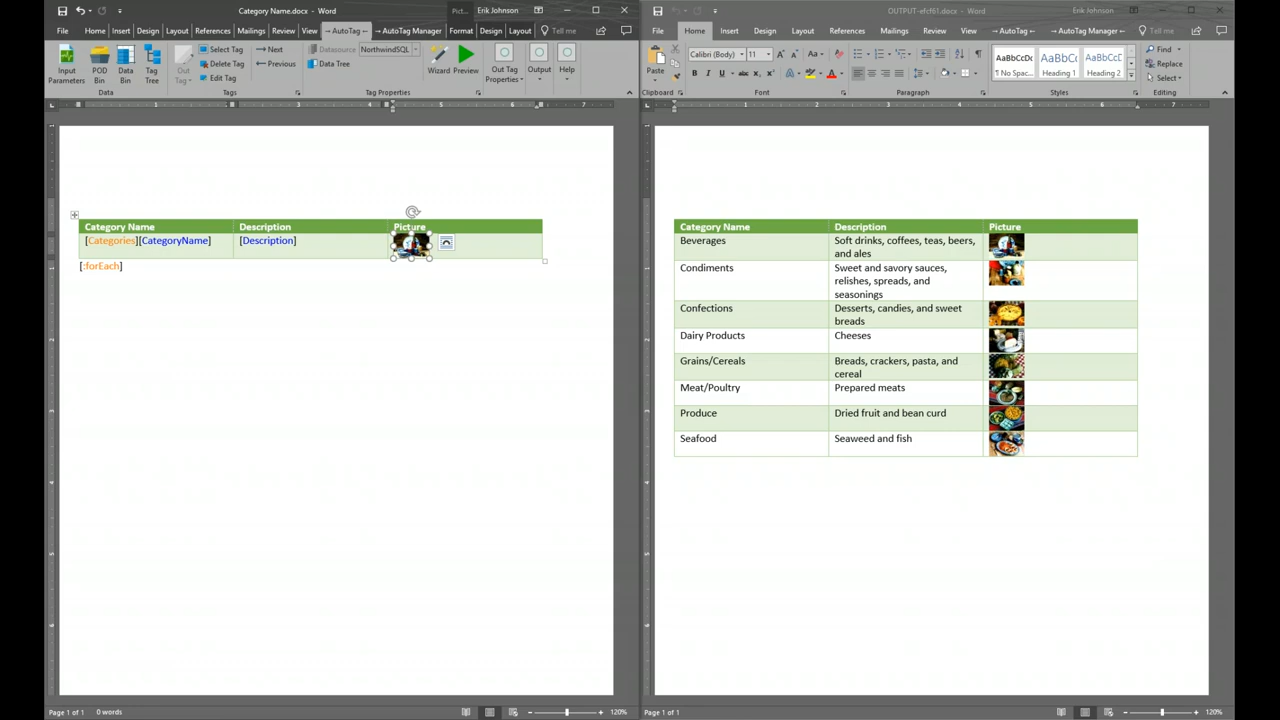 Category Name.docx - Word
Pict...
Erik Johnson
File Home Insert Draw Design Layout References Mailings Review View →AutoTag← →AutoTag Manager← Format Design Layout Tell me
Input Parameters
POD Bin
Data Views
Tag Tree
Data
Out Tag
Select Tag
Delete Tag
Edit Tag
Next
Previous
Tags
Datasource
NorthwindSQL
Data Tree
Wizard
Preview
Out Tag Properties
Tag Properties
Output
Help
Category Name Description Picture
[Categories][CategoryName] [Description]
[:forEach]
Page 1 of 1 0 words
120%
OUTPUT-efcf61.docx - Word
Erik Johnson
File Home Insert Draw Design Layout References Mailings Review View →AutoTag← →AutoTag Manager← Tell me
Paste
Clipboard
Calibri (Body) 11
Font
Paragraph
AaBbCcDc
¶ No Spac...
AaBbCc
Heading 1
AaBbCcC
Heading 2
Styles
Find
Replace
Select
Editing
Category Name Description Picture
Beverages Soft drinks, coffees, teas, beers, and ales
Condiments Sweet and savory sauces, relishes, spreads, and seasonings
Confections Desserts, candies, and sweet breads
Dairy Products Cheeses
Grains/Cereals Breads, crackers, pasta, and cereal
Meat/Poultry Prepared meats
Produce Dried fruit and bean curd
Seafood Seaweed and fish
Page 1 of 1
120%